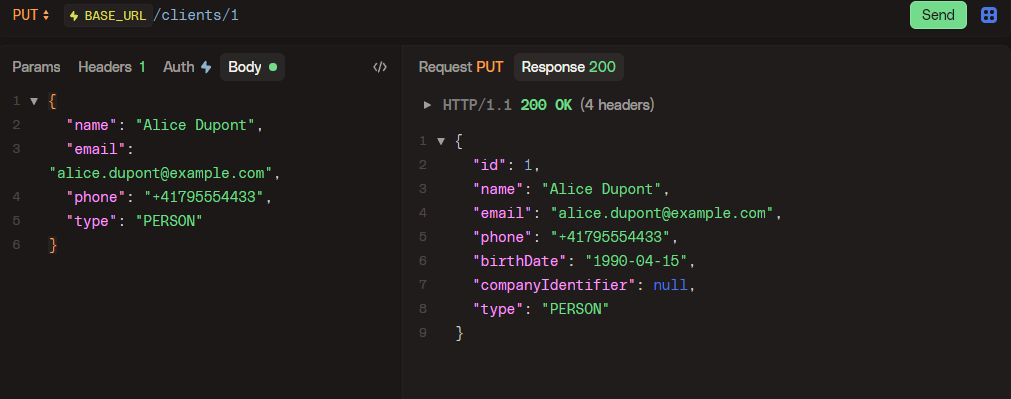 PUT BASE_URL/clients/1 Send
Params Headers 1 Auth Body </>
1 {
2 "name": "Alice Dupont",
3 "email":
"alice.dupont@example.com",
4 "phone": "+41795554433",
5 "type": "PERSON"
6 }
Request PUT Response 200
HTTP/1.1 200 OK (4 headers)
1 {
2 "id": 1,
3 "name": "Alice Dupont",
4 "email": "alice.dupont@example.com",
5 "phone": "+41795554433",
6 "birthDate": "1990-04-15",
7 "companyIdentifier": null,
8 "type": "PERSON"
9 }